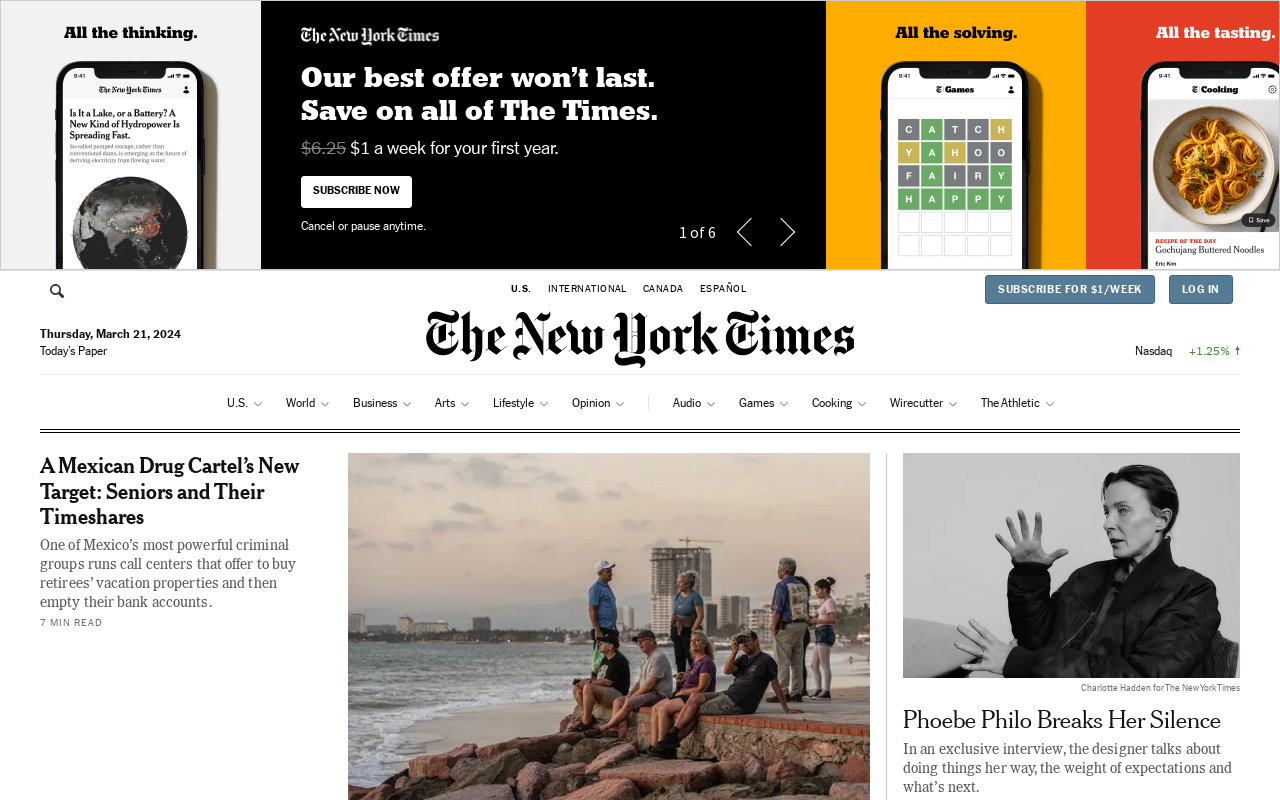 All the thinking.
9:41
The New York Times
Is It a Lake, or a Battery? A
New Kind of Hydropower Is
Spreading Fast.
So-called pumped storage, rather than
conventional dams, is emerging as the future of
deriving electricity from flowing water.
The New York Times
Our best offer won’t last.
Save on all of The Times.
$6.25 $1 a week for your first year.
SUBSCRIBE NOW
Cancel or pause anytime.
1 of 6
All the solving.
9:41
Games
C A T C H
Y A H O O
F A I R Y
H A P P Y
All the tasting.
9:41
Cooking
Save
RECIPE OF THE DAY
Gochujang Buttered Noodles
Eric Kim
U.S. INTERNATIONAL CANADA ESPAÑOL
SUBSCRIBE FOR $1/WEEK
LOG IN
Thursday, March 21, 2024
Today’s Paper
The New York Times
Nasdaq +1.25%
U.S. World Business Arts Lifestyle Opinion Audio Games Cooking Wirecutter The Athletic
A Mexican Drug Cartel’s New
Target: Seniors and Their
Timeshares
One of Mexico’s most powerful criminal
groups runs call centers that offer to buy
retirees’ vacation properties and then
empty their bank accounts.
7 MIN READ
Charlotte Hadden for The New York Times
Phoebe Philo Breaks Her Silence
In an exclusive interview, the designer talks about
doing things her way, the weight of expectations and
what’s next.